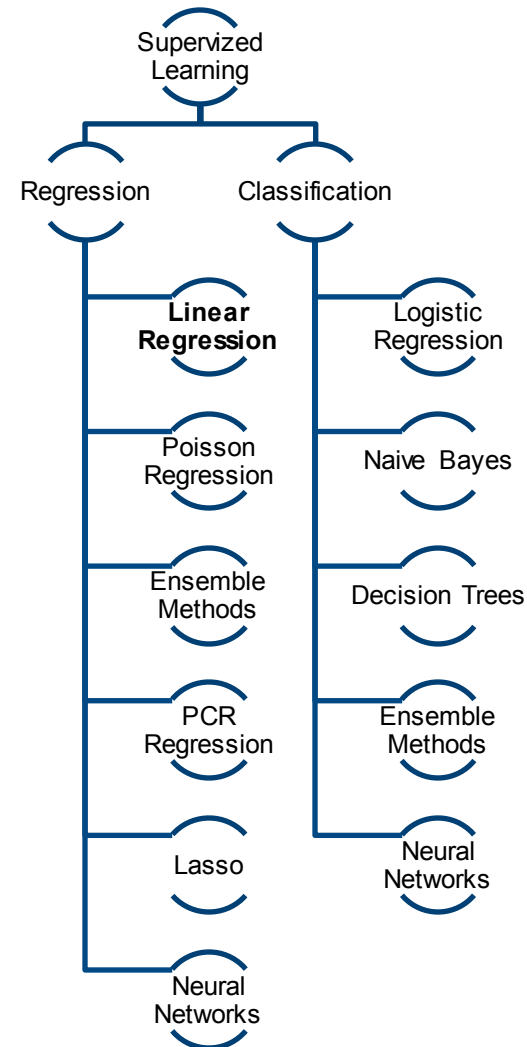 Supervized
Learning
Regression
Classification
Linear
Regression
Poisson
Regression
Ensemble
Methods
PCR
Regression
Lasso
Neural
Networks
Logistic
Regression
Naive Bayes
Decision Trees
Ensemble
Methods
Neural
Networks